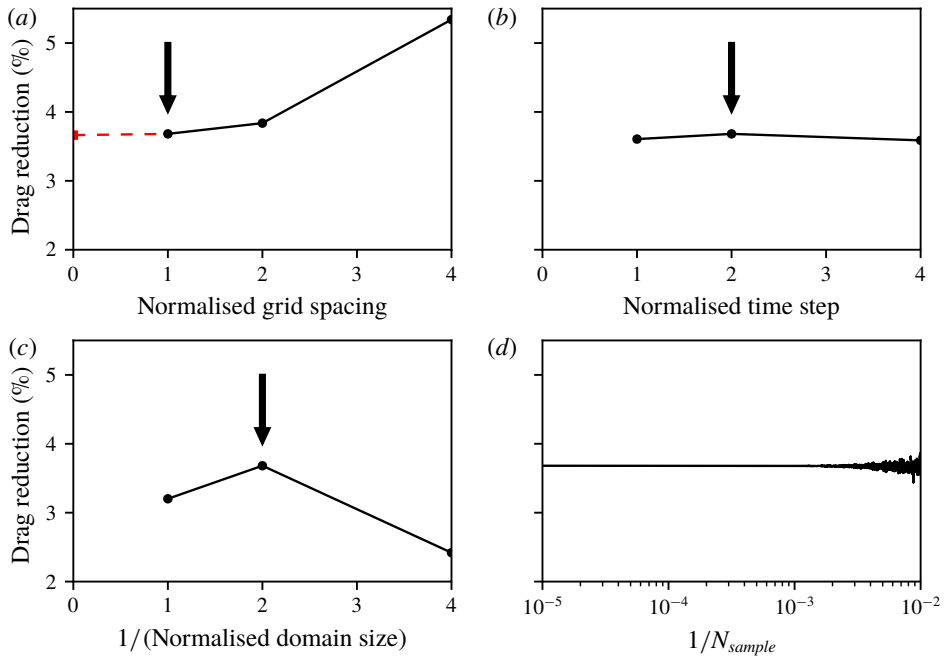 (a)
Drag reduction (%)
5
4
3
2
0 1 2 3 4
Normalised grid spacing
(b)
0 1 2 3 4
Normalised time step
(c)
Drag reduction (%)
5
4
3
2
0 1 2 3 4
1/(Normalised domain size)
(d)
10⁻⁵ 10⁻⁴ 10⁻³ 10⁻²
1/N_sample